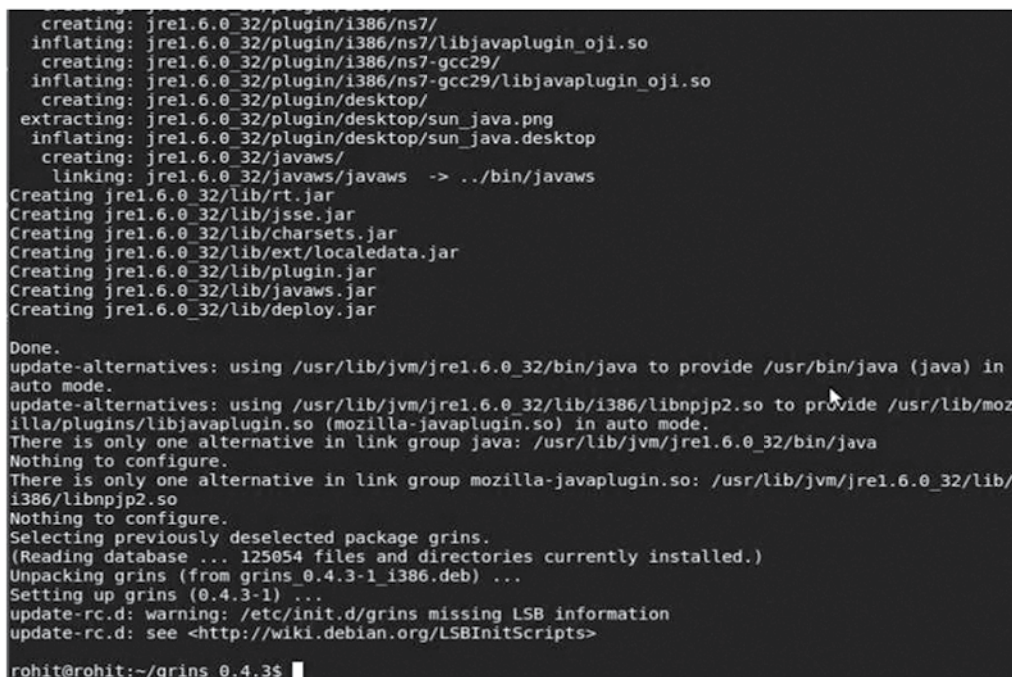 creating: jre1.6.0_32/plugin/i386/ns7/
inflating: jre1.6.0_32/plugin/i386/ns7/libjavaplugin_oji.so
creating: jre1.6.0_32/plugin/i386/ns7-gcc29/
inflating: jre1.6.0_32/plugin/i386/ns7-gcc29/libjavaplugin_oji.so
creating: jre1.6.0_32/plugin/desktop/
extracting: jre1.6.0_32/plugin/desktop/sun_java.png
inflating: jre1.6.0_32/plugin/desktop/sun_java.desktop
creating: jre1.6.0_32/javaws/
linking: jre1.6.0_32/javaws/javaws -> ../bin/javaws
Creating jre1.6.0_32/lib/rt.jar
Creating jre1.6.0_32/lib/jsse.jar
Creating jre1.6.0_32/lib/charsets.jar
Creating jre1.6.0_32/lib/ext/localedata.jar
Creating jre1.6.0_32/lib/plugin.jar
Creating jre1.6.0_32/lib/javaws.jar
Creating jre1.6.0_32/lib/deploy.jar
Done.
update-alternatives: using /usr/lib/jvm/jre1.6.0_32/bin/java to provide /usr/bin/java (java) in
auto mode.
update-alternatives: using /usr/lib/jvm/jre1.6.0_32/lib/i386/libnpjp2.so to provide /usr/lib/moz
illa/plugins/libjavaplugin.so (mozilla-javaplugin.so) in auto mode.
There is only one alternative in link group java: /usr/lib/jvm/jre1.6.0_32/bin/java
Nothing to configure.
There is only one alternative in link group mozilla-javaplugin.so: /usr/lib/jvm/jre1.6.0_32/lib/
i386/libnpjp2.so
Nothing to configure.
Selecting previously deselected package grins.
(Reading database ... 125054 files and directories currently installed.)
Unpacking grins (from grins_0.4.3-1_i386.deb) ...
Setting up grins (0.4.3-1) ...
update-rc.d: warning: /etc/init.d/grins missing LSB information
update-rc.d: see <http://wiki.debian.org/LSBInitScripts>
rohit@rohit:~/grins_0.4.3$